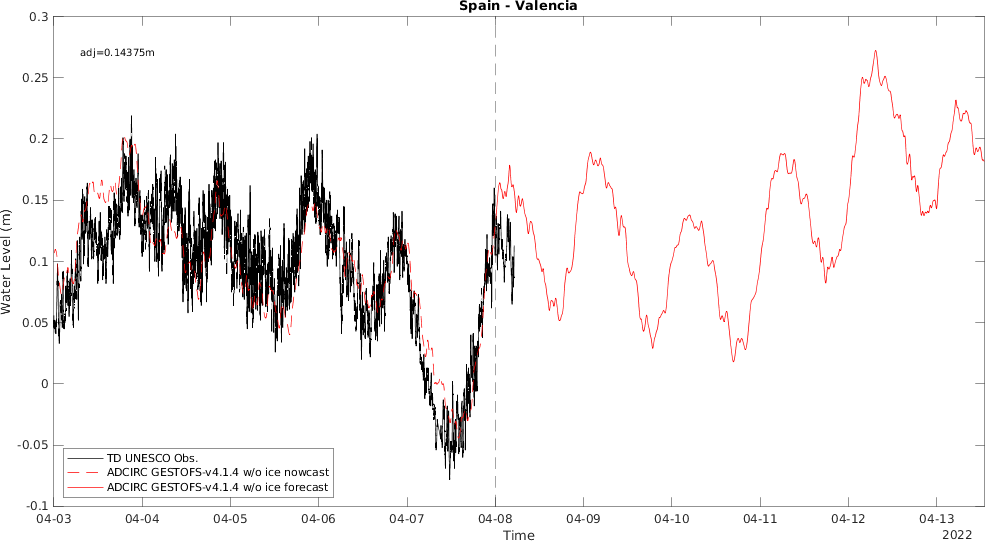 Spain - Valencia
adj=0.14375m
Water Level (m)
0.3
0.25
0.2
0.15
0.1
0.05
0
-0.05
-0.1
TD UNESCO Obs.
ADCIRC GESTOFS-v4.1.4 w/o ice nowcast
ADCIRC GESTOFS-v4.1.4 w/o ice forecast
04-03 04-04 04-05 04-06 04-07 04-08 04-09 04-10 04-11 04-12 04-13
Time
2022